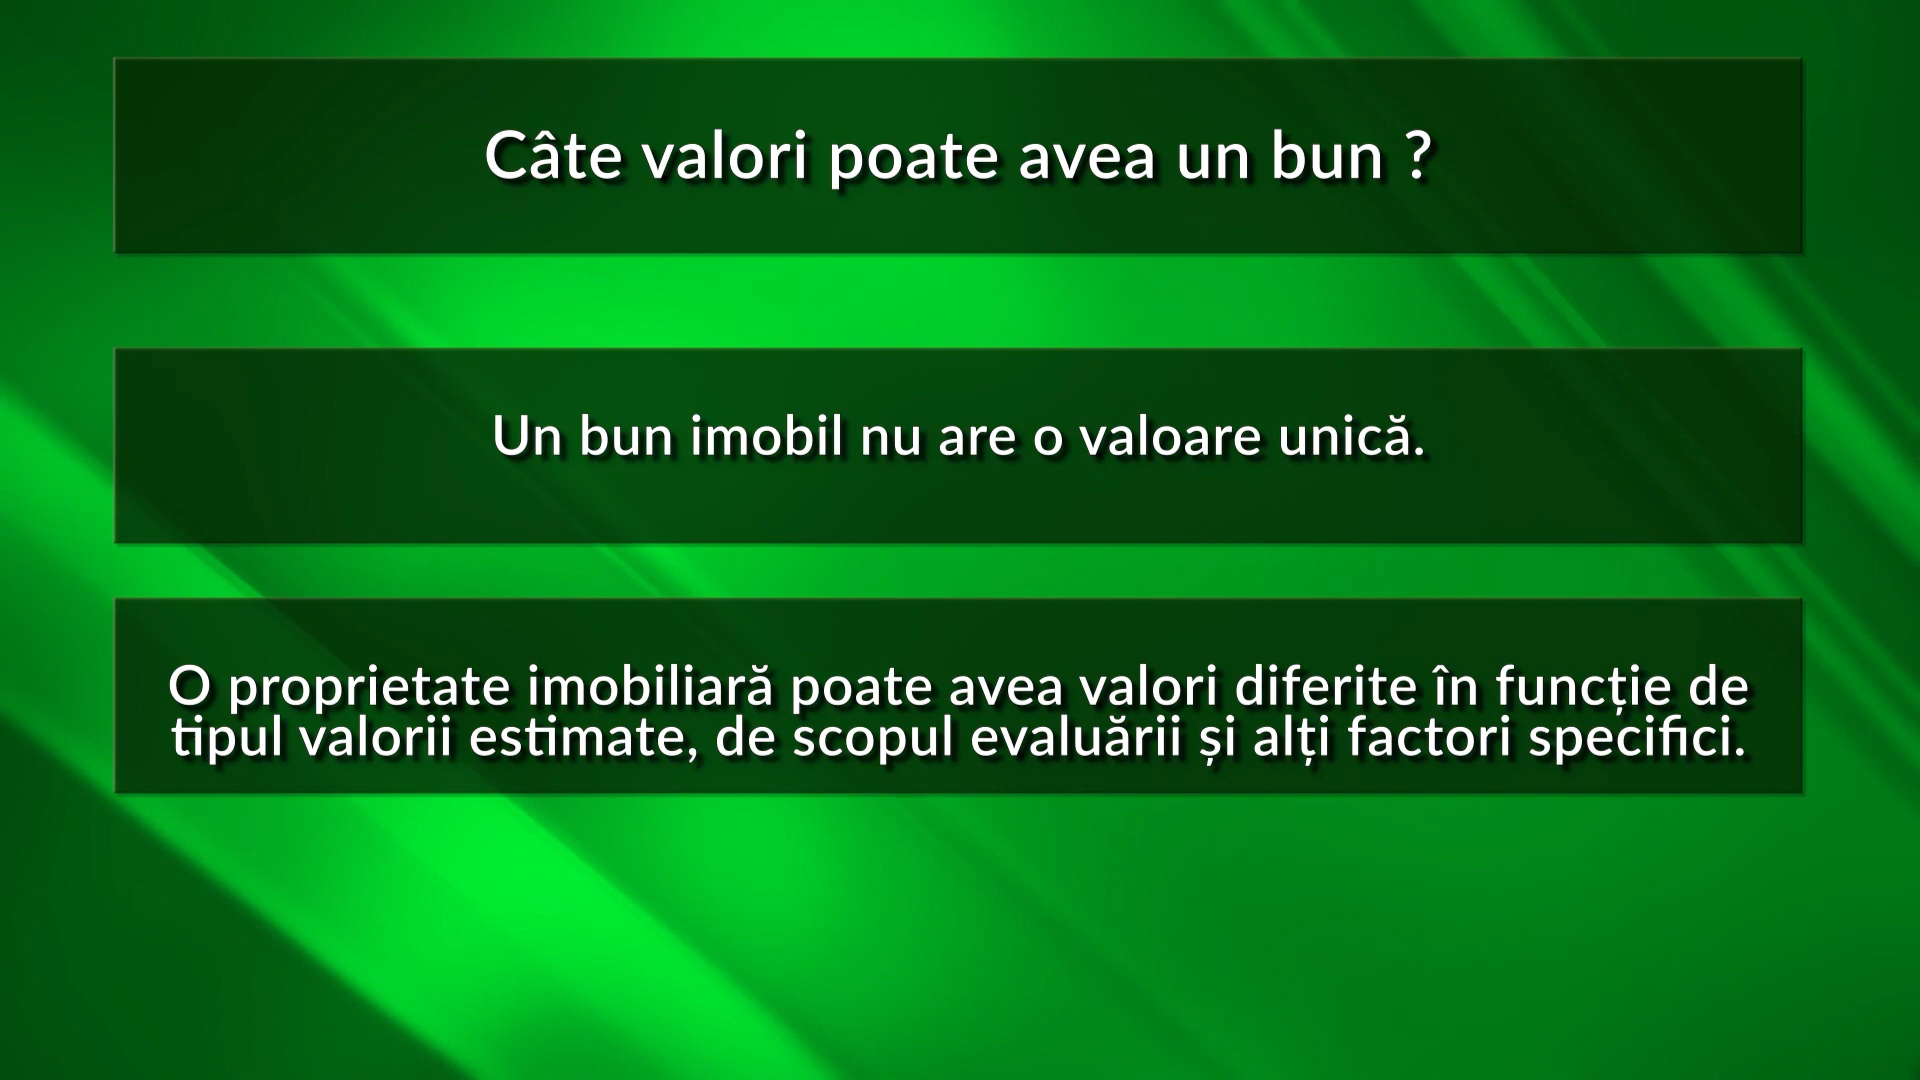 Câte valori poate avea un bun ?
Un bun imobil nu are o valoare unică.
O proprietate imobiliară poate avea valori diferite în funcție de
tipul valorii estimate, de scopul evaluării și alți factori specifici.